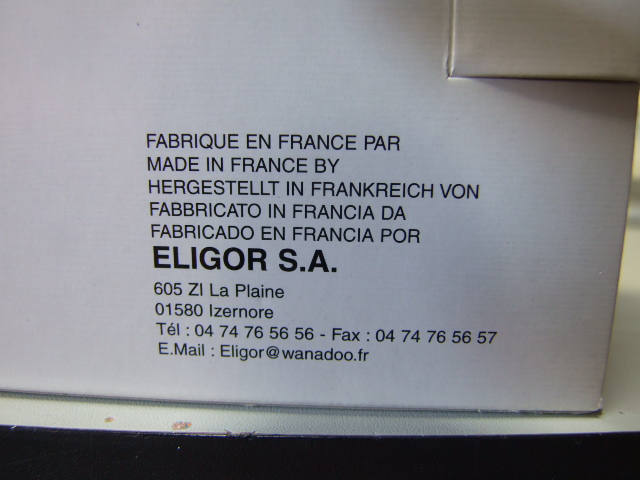 FABRIQUE EN FRANCE PAR
MADE IN FRANCE BY
HERGESTELLT IN FRANKREICH VON
FABBRICATO IN FRANCIA DA
FABRICADO EN FRANCIA POR
ELIGOR S.A.
605 ZI La Plaine
01580 Izernore
Tél : 04 74 76 56 56 - Fax : 04 74 76 56 57
E.Mail : Eligor@wanadoo.fr